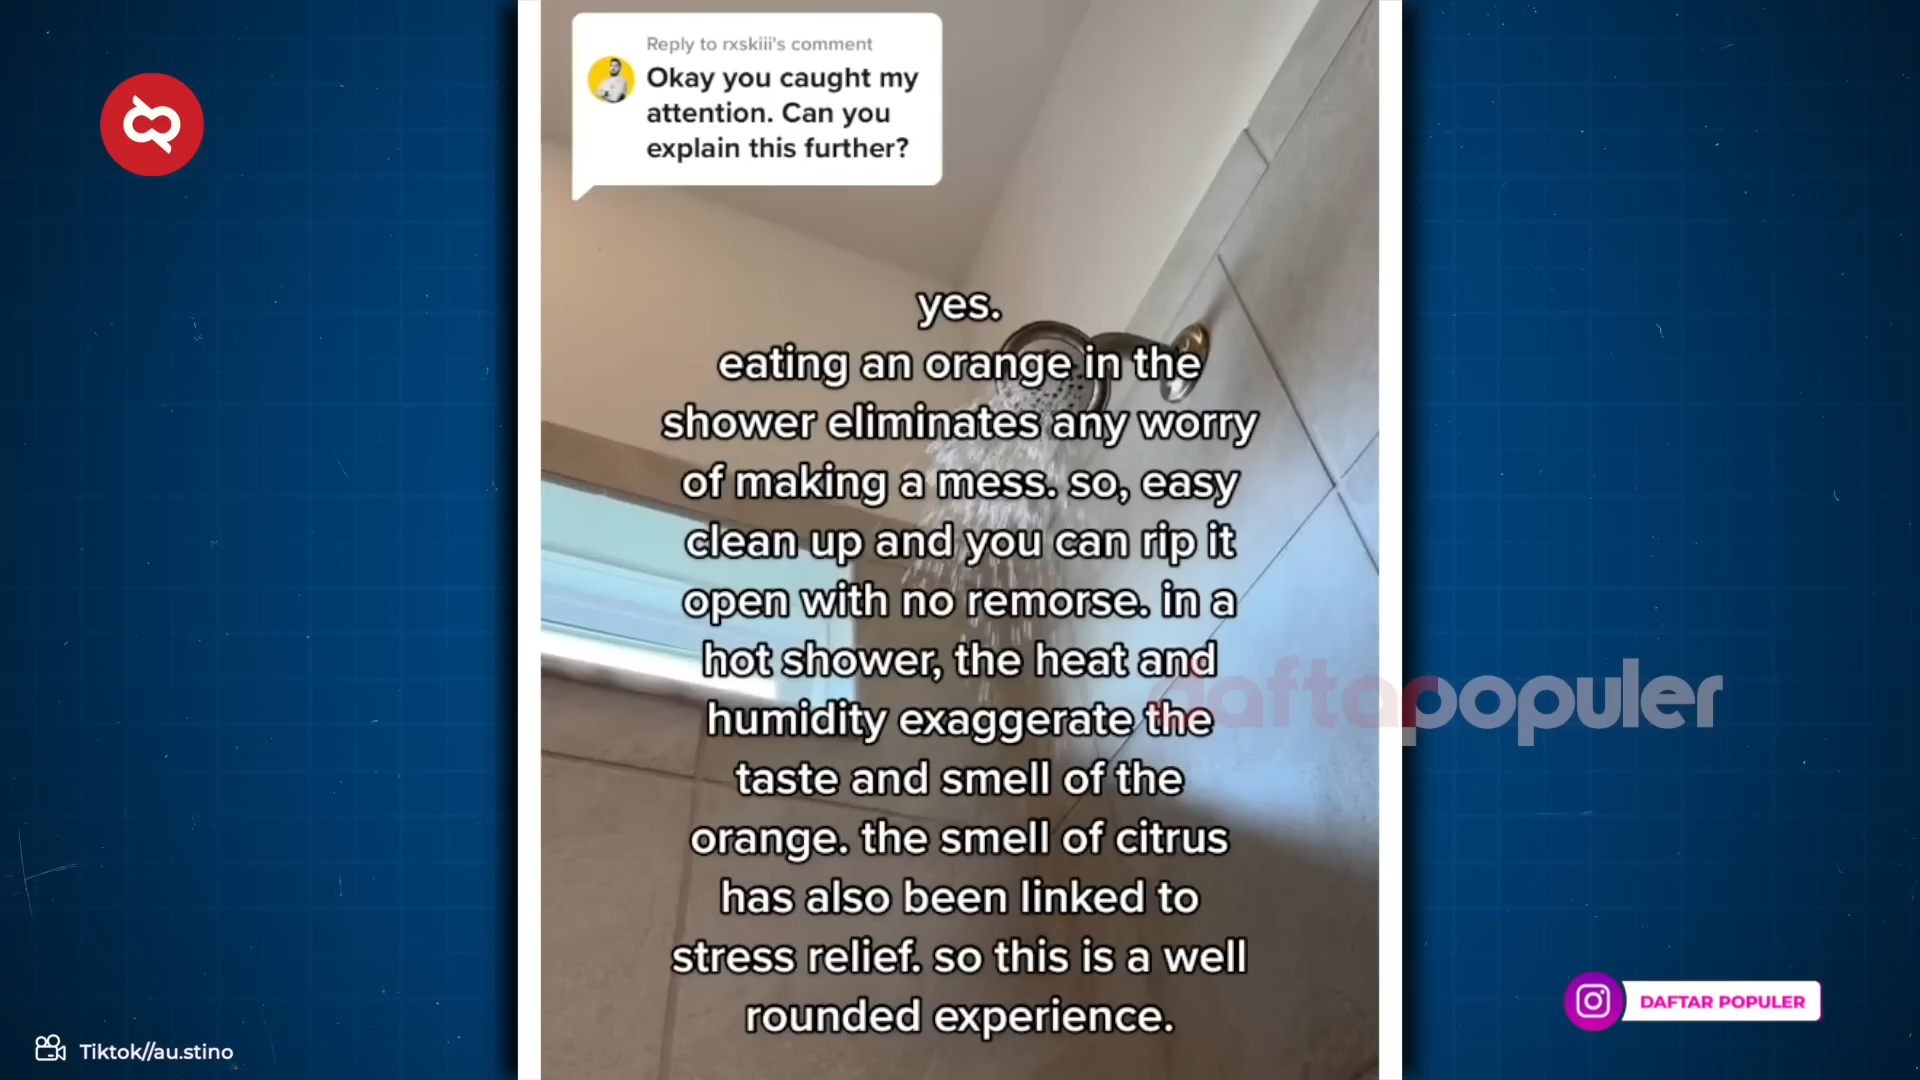 Reply to rxskiii's comment
Okay you caught my
attention. Can you
explain this further?
yes.
eating an orange in the
shower eliminates any worry
of making a mess. so, easy
clean up and you can rip it
open with no remorse. in a
hot shower, the heat and
humidity exaggerate the
taste and smell of the
orange. the smell of citrus
has also been linked to
stress relief. so this is a well
rounded experience.
daftarpopuler
DAFTAR POPULER
Tiktok//au.stino